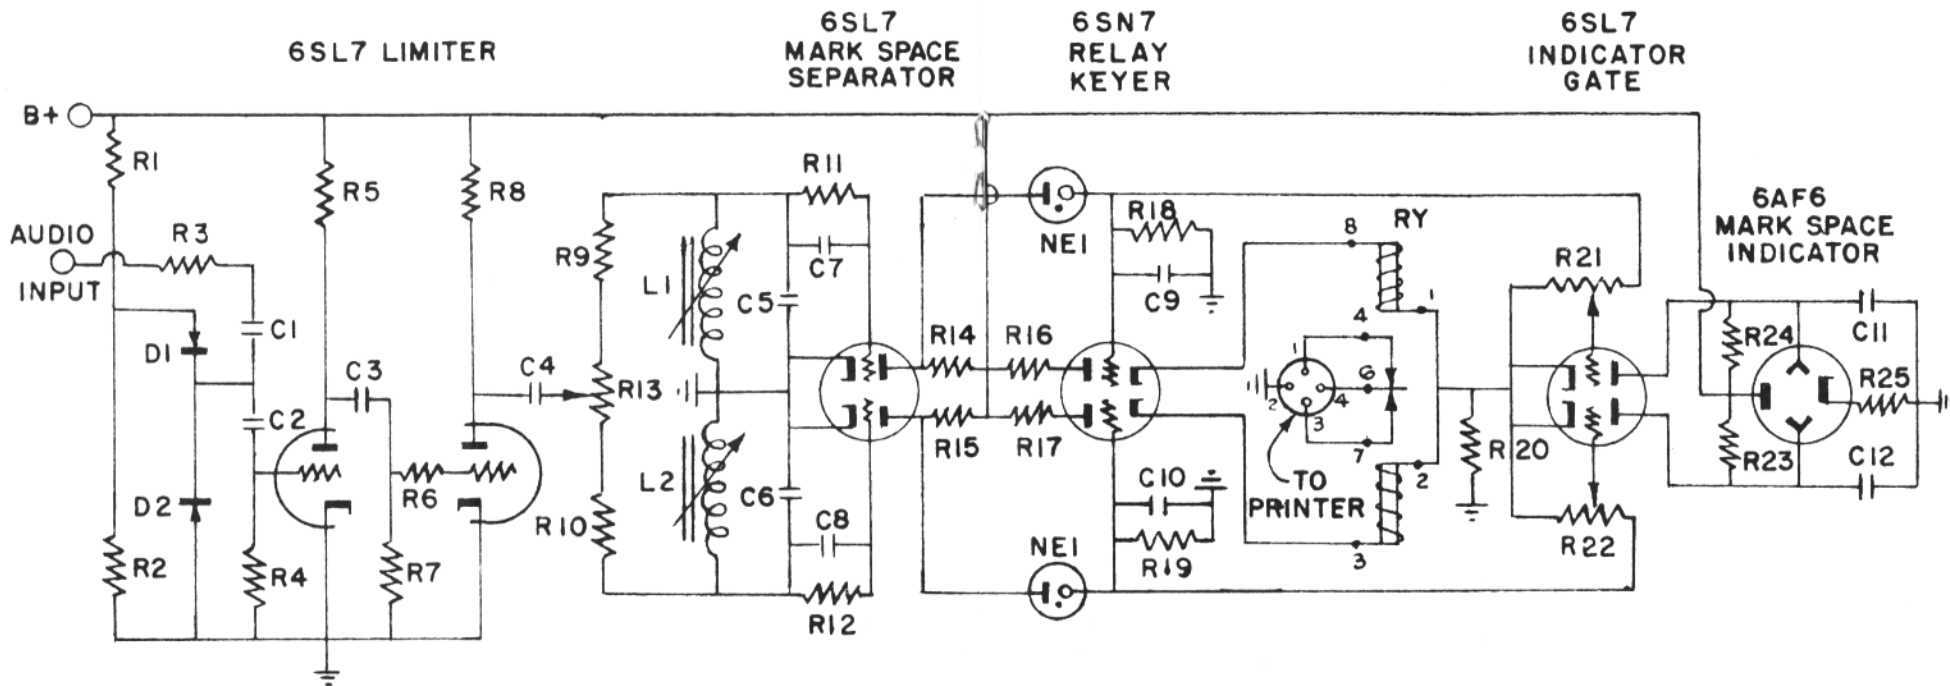 6SL7 LIMITER
6SL7
MARK SPACE
SEPARATOR
6SN7
RELAY
KEYER
6SL7
INDICATOR
GATE
6AF6
MARK SPACE
INDICATOR
B+
AUDIO
INPUT
R1
R2
R3
R4
C1
C2
D1
D2
R5
C3
R6
R7
R8
C4
R9
R13
R10
L1
L2
C5
C6
R11
C7
C8
R12
R14
R15
R16
R17
NE1
NE1
R18
C9
C10
R19
RY
8
1
4
1
6
2
4
3
7
2
3
TO
PRINTER
R20
R21
R22
R24
R23
C11
R25
C12